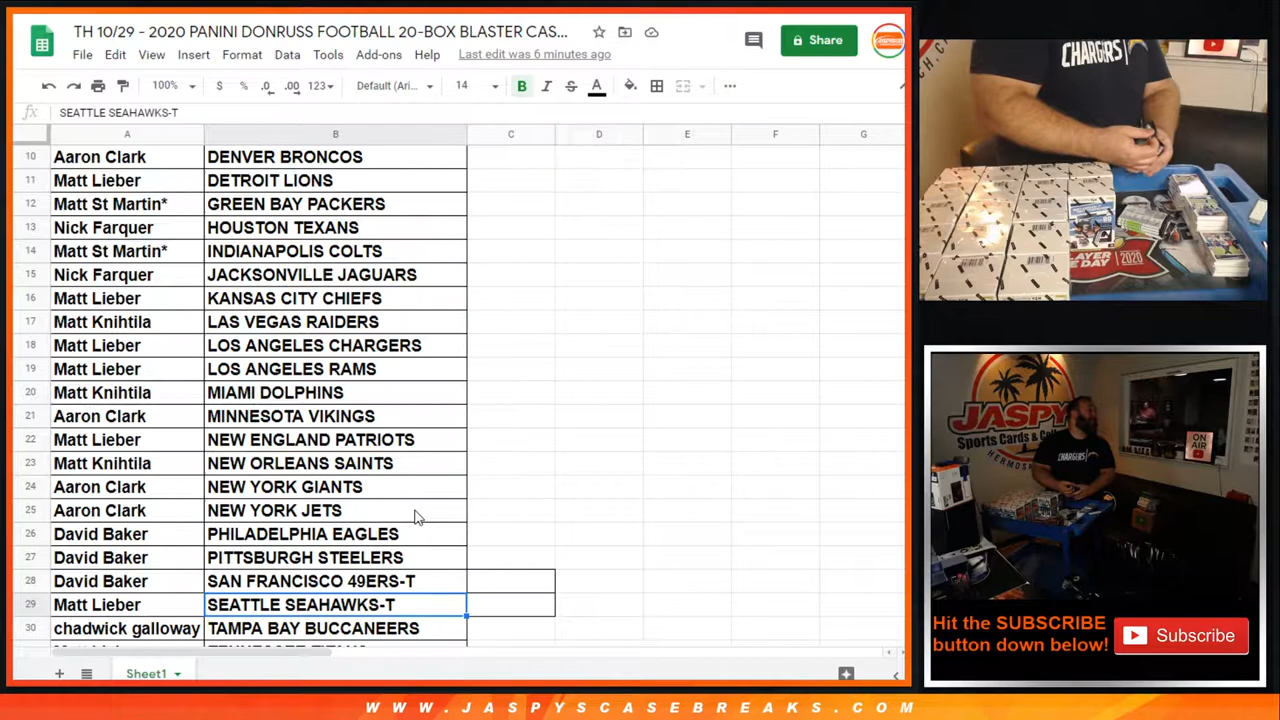 TH 10/29 - 2020 PANINI DONRUSS FOOTBALL 20-BOX BLASTER CAS...
Share
File Edit View Insert Format Data Tools Add-ons Help Last edit was 6 minutes ago
100% $ % .0 .00 123 Default (Ari... 14 B I S A
fx SEATTLE SEAHAWKS-T
A B C D E F G
10 Aaron Clark DENVER BRONCOS
11 Matt Lieber DETROIT LIONS
12 Matt St Martin* GREEN BAY PACKERS
13 Nick Farquer HOUSTON TEXANS
14 Matt St Martin* INDIANAPOLIS COLTS
15 Nick Farquer JACKSONVILLE JAGUARS
16 Matt Lieber KANSAS CITY CHIEFS
17 Matt Knihtila LAS VEGAS RAIDERS
18 Matt Lieber LOS ANGELES CHARGERS
19 Matt Lieber LOS ANGELES RAMS
20 Matt Knihtila MIAMI DOLPHINS
21 Aaron Clark MINNESOTA VIKINGS
22 Matt Lieber NEW ENGLAND PATRIOTS
23 Matt Knihtila NEW ORLEANS SAINTS
24 Aaron Clark NEW YORK GIANTS
25 Aaron Clark NEW YORK JETS
26 David Baker PHILADELPHIA EAGLES
27 David Baker PITTSBURGH STEELERS
28 David Baker SAN FRANCISCO 49ERS-T
29 Matt Lieber SEATTLE SEAHAWKS-T
30 chadwick galloway TAMPA BAY BUCCANEERS
Sheet1
CHARGERS
2020
JASPY
Sports Cards &
HERMOS
CHARGERS
ON AIR
Hit the SUBSCRIBE
button down below!
Subscribe
WWW.JASPYSCASEBREAKS.COM